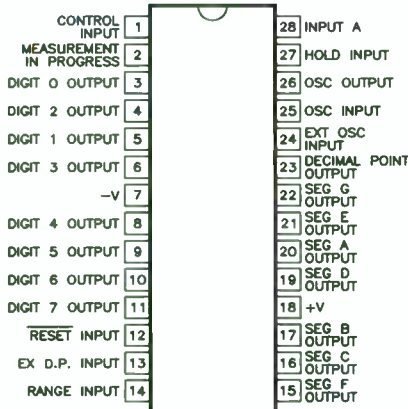 CONTROL
INPUT 1
MEASUREMENT
IN PROGRESS 2
DIGIT 0 OUTPUT 3
DIGIT 2 OUTPUT 4
DIGIT 1 OUTPUT 5
DIGIT 3 OUTPUT 6
-V 7
DIGIT 4 OUTPUT 8
DIGIT 5 OUTPUT 9
DIGIT 6 OUTPUT 10
DIGIT 7 OUTPUT 11
RESET INPUT 12
EX D.P. INPUT 13
RANGE INPUT 14
28 INPUT A
27 HOLD INPUT
26 OSC OUTPUT
25 OSC INPUT
24 EXT OSC
INPUT
23 DECIMAL POINT
OUTPUT
22 SEG G
OUTPUT
21 SEG E
OUTPUT
20 SEG A
OUTPUT
19 SEG D
OUTPUT
18 +V
17 SEG B
OUTPUT
16 SEG C
OUTPUT
15 SEG F
OUTPUT